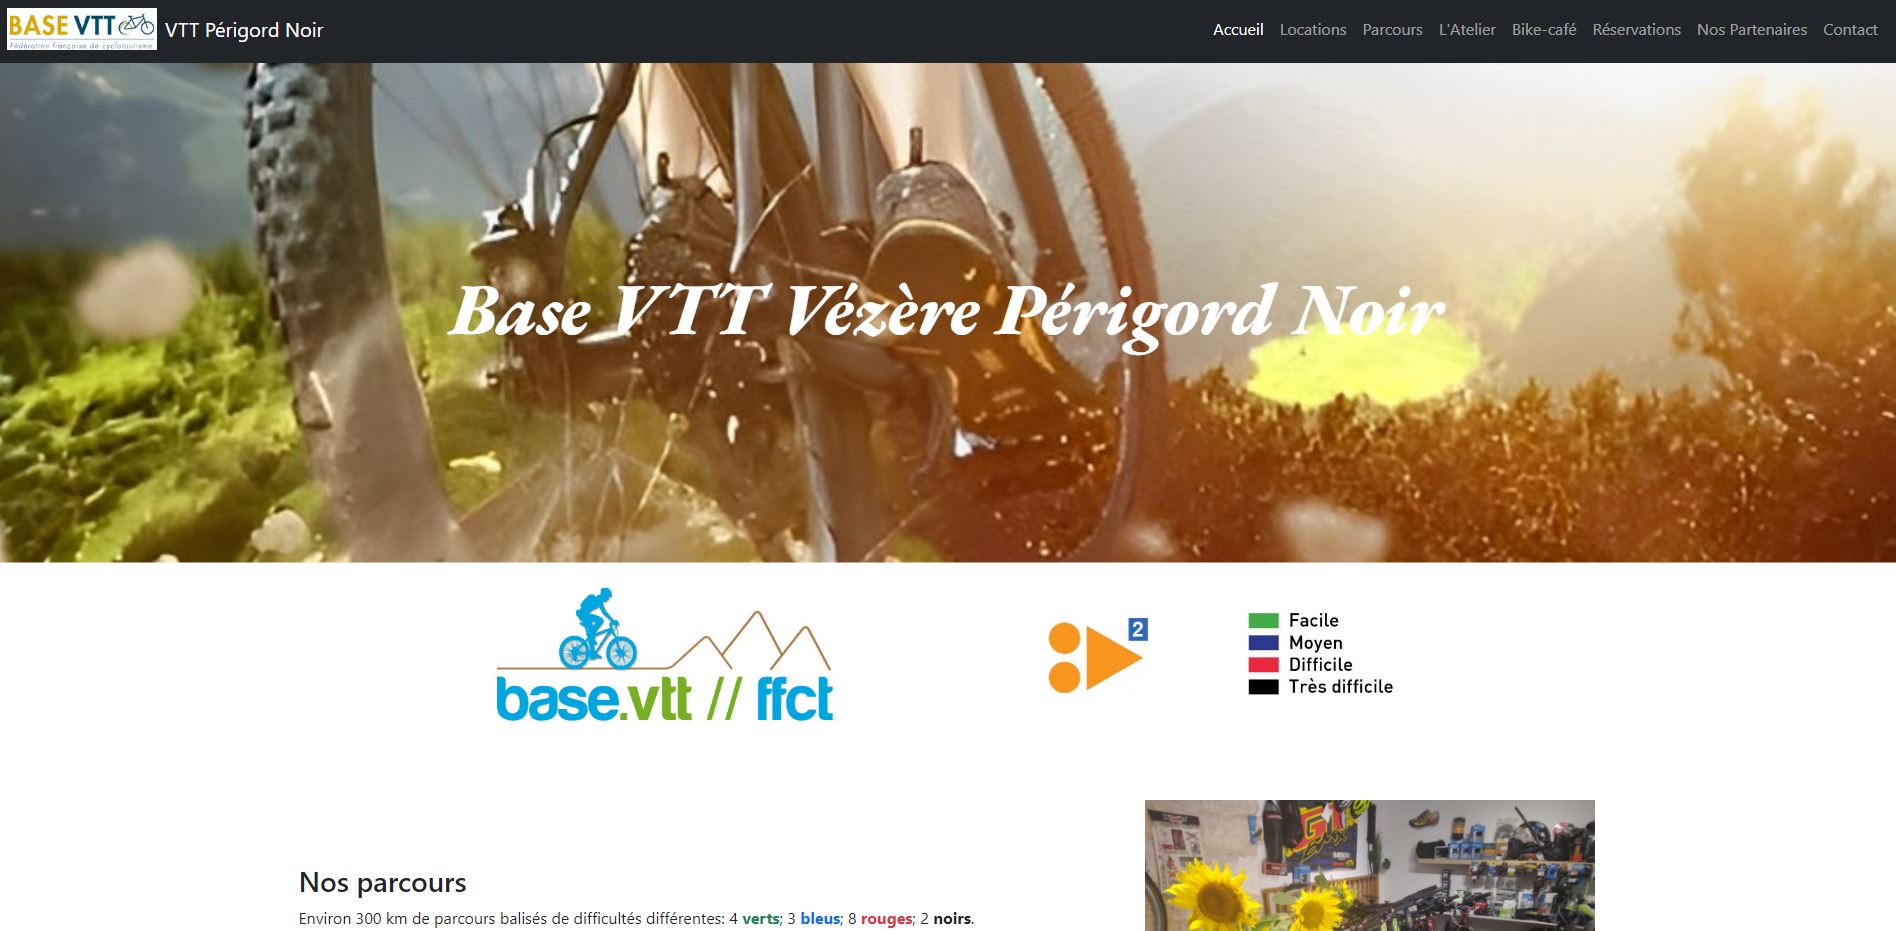 BASE VTT
Fédération française de cyclotourisme
VTT Périgord Noir
Accueil Locations Parcours L'Atelier Bike-café Réservations Nos Partenaires Contact
Base VTT Vézère Périgord Noir
base.vtt // ffct
2
Facile
Moyen
Difficile
Très difficile
Nos parcours
Environ 300 km de parcours balisés de difficultés différentes: 4 verts; 3 bleus; 8 rouges; 2 noirs.